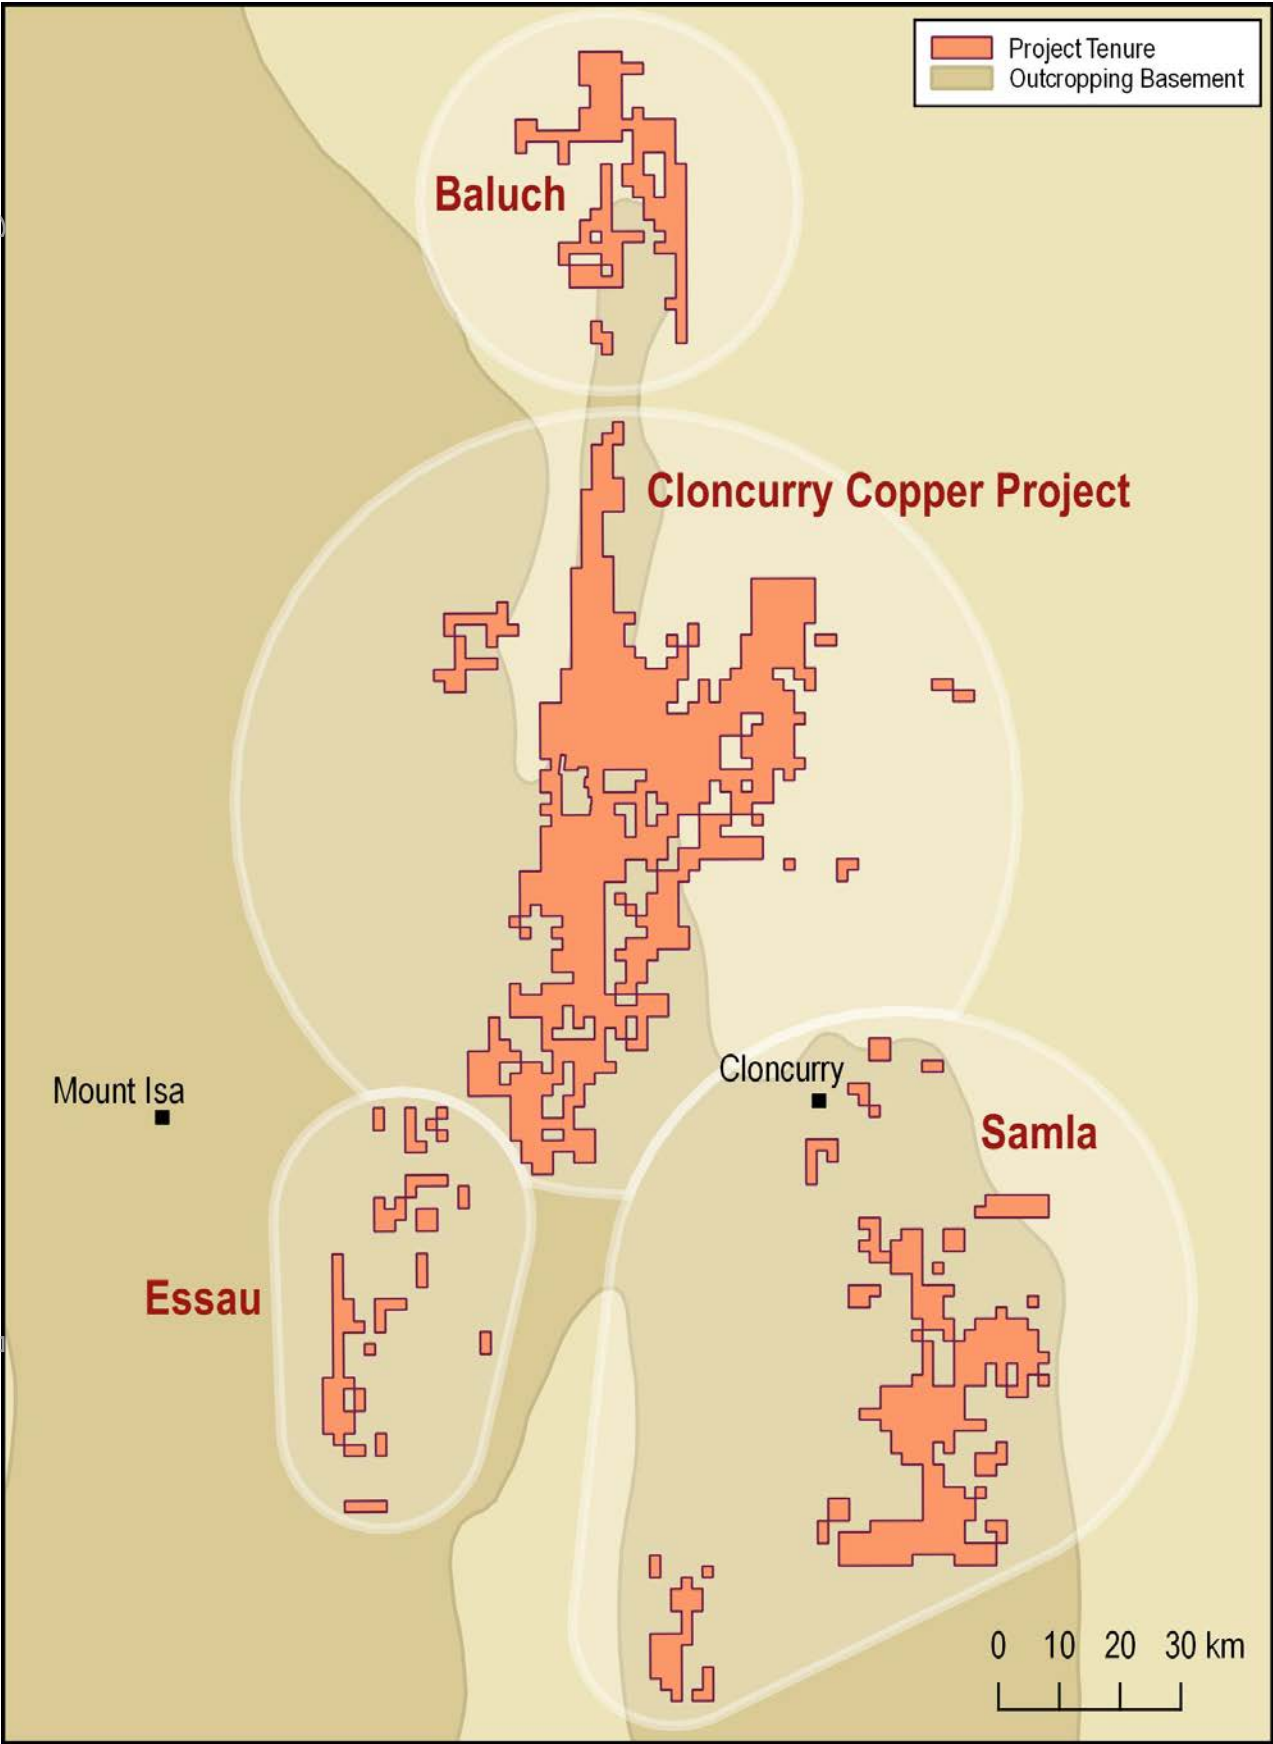 Project Tenure
Outcropping Basement
Baluch
Cloncurry Copper Project
Cloncurry
Mount Isa
Samla
Essau
0 10 20 30 km